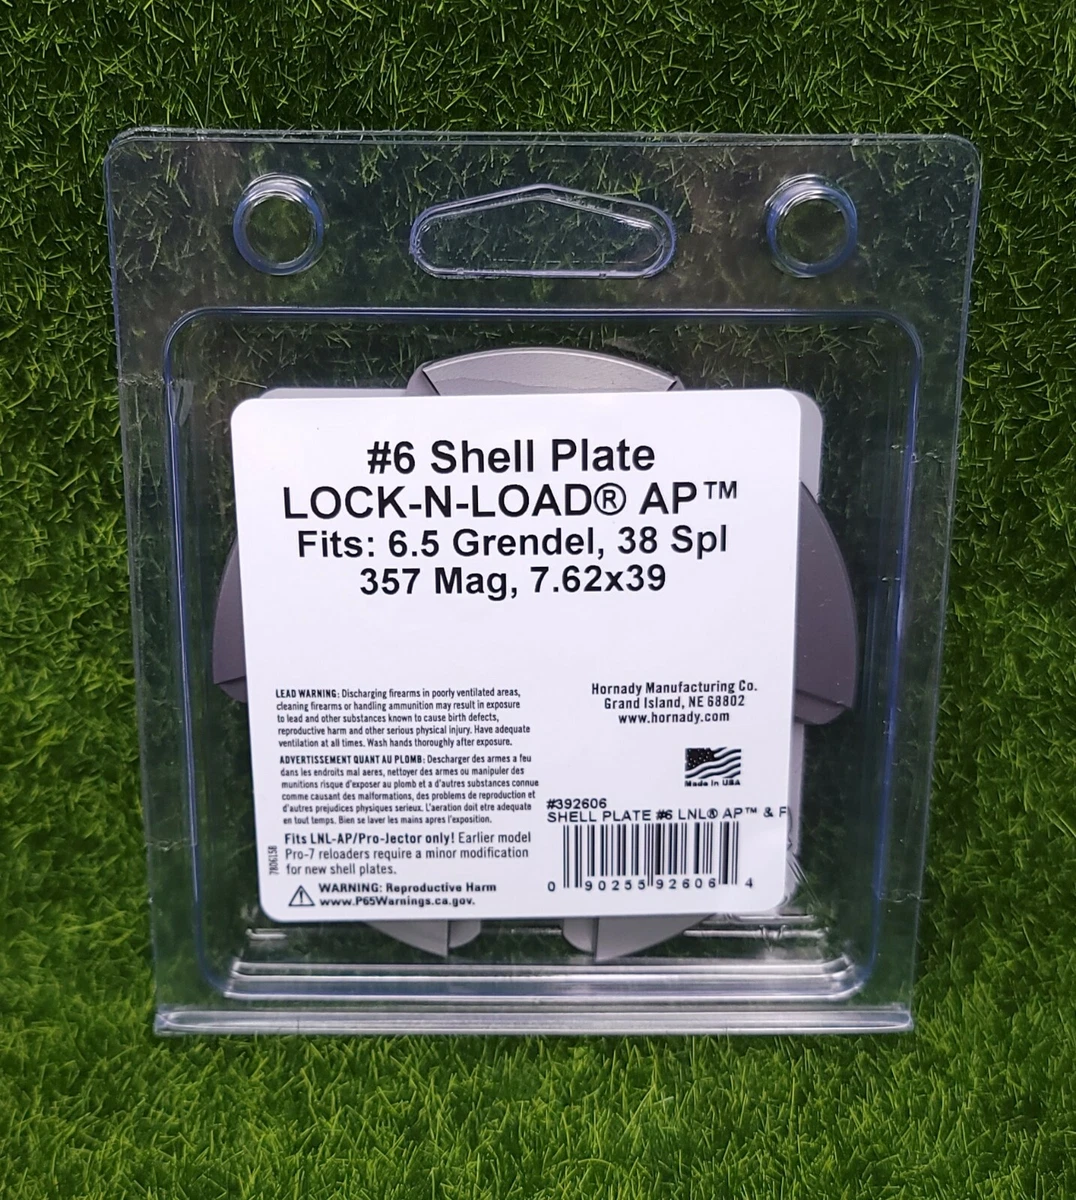 #6 Shell Plate
LOCK-N-LOAD® AP™
Fits: 6.5 Grendel, 38 Spl
357 Mag, 7.62x39
LEAD WARNING: Discharging firearms in poorly ventilated areas,
cleaning firearms or handling ammunition may result in exposure
to lead and other substances known to cause birth defects,
reproductive harm and other serious physical injury. Have adequate
ventilation at all times. Wash hands thoroughly after exposure.
ADVERTISSEMENT QUANT AU PLOMB: Descharger des armes a feu
dans les endroits mal aeres, nettoyer des armes ou manipuler des
munitions risque d'exposer au plomb et a d'autres substances connue
comme causant des malformations, des problems de reproduction et
d'autres prejudices physiques serieux. L'aeration doit etre adequate
en tout temps. Bien se laver les mains apres l'exposition.
Fits LNL-AP/Pro-Jector only! Earlier model
Pro-7 reloaders require a minor modification
for new shell plates.
WARNING: Reproductive Harm
www.P65Warnings.ca.gov.
Hornady Manufacturing Co.
Grand Island, NE 68802
www.hornady.com
Made in USA
#392606
SHELL PLATE #6 LNL® AP™ & P
0 90255 92606 4